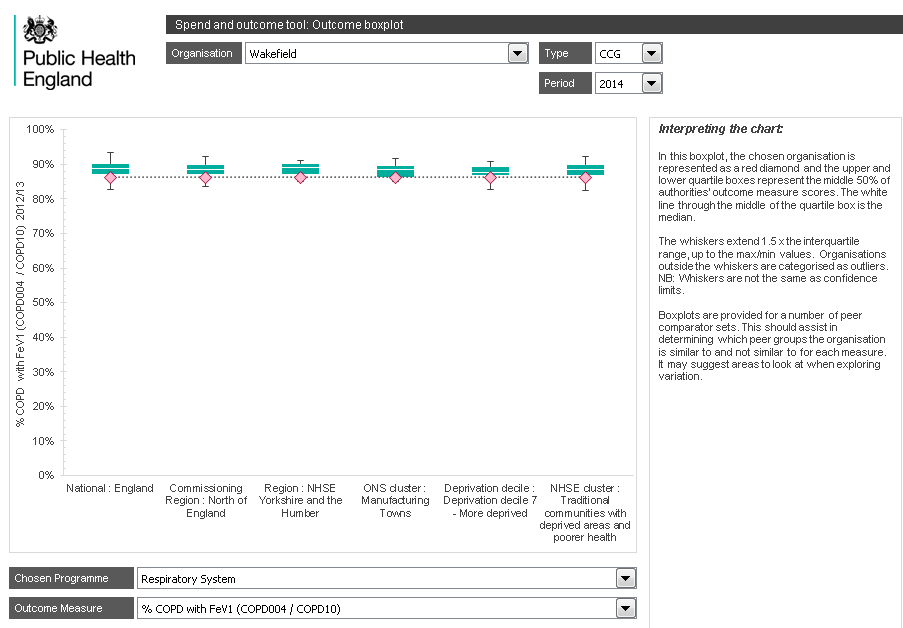 Public Health
England
Spend and outcome tool: Outcome boxplot
Organisation
Wakefield
Type
CCG
Period
2014
% COPD with FeV1 (COPD004 / COPD10) 2012/13
100%
90%
80%
70%
60%
50%
40%
30%
20%
10%
0%
National : England
Commissioning
Region : North of
England
Region : NHSE
Yorkshire and the
Humber
ONS cluster :
Manufacturing
Towns
Deprivation decile :
Deprivation decile 7
- More deprived
NHSE cluster :
Traditional
communities with
deprived areas and
poorer health
Interpreting the chart:
In this boxplot, the chosen organisation is
represented as a red diamond and the upper and
lower quartile boxes represent the middle 50% of
authorities' outcome measure scores. The white
line through the middle of the quartile box is the
median.
The whiskers extend 1.5 x the interquartile
range, up to the max/min values. Organisations
outside the whiskers are categorised as outliers.
NB: Whiskers are not the same as confidence
limits.
Boxplots are provided for a number of peer
comparator sets. This should assist in
determining which peer groups the organisation
is similar to and not similar to for each measure.
It may suggest areas to look at when exploring
variation.
Chosen Programme
Respiratory System
Outcome Measure
% COPD with FeV1 (COPD004 / COPD10)